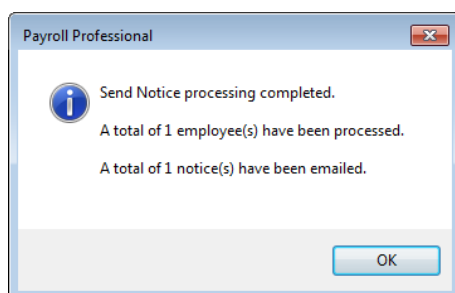 Payroll Professional
Send Notice processing completed.
A total of 1 employee(s) have been processed.
A total of 1 notice(s) have been emailed.
OK